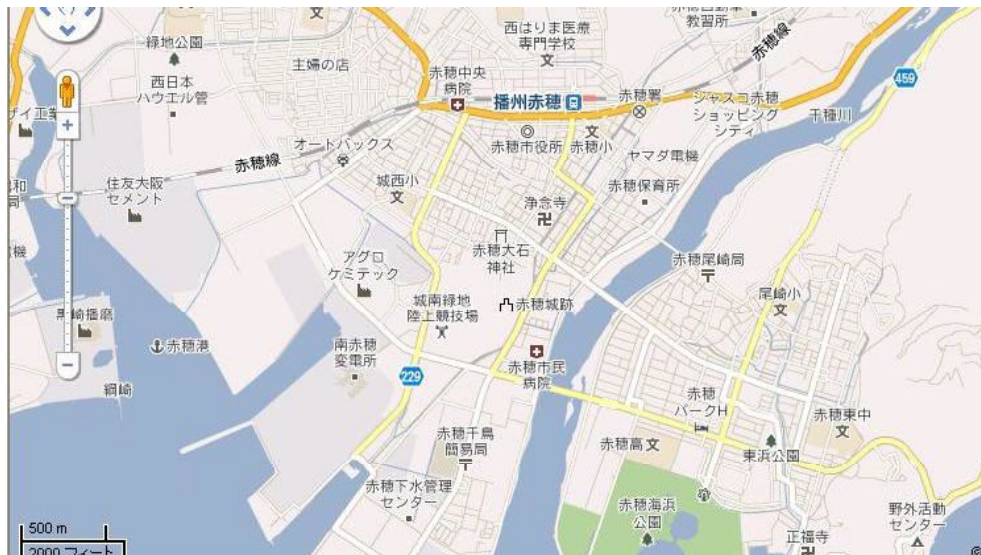 緑地公園
西はりま医療
専門学校
教習所
主婦の店
赤穂線
459
西日本
ハウエル管
赤穂中央
病院
播州赤穂
赤穂署
ジャスコ赤穂
ショッピング
シティ
千種川
オートバックス
赤穂市役所
赤穂小
ヤマダ電機
赤穂線
住友大阪
セメント
城西小
浄念寺
赤穂保育所
赤穂大石
神社
アグロ
ケミテック
赤穂尾崎局
尾崎小
城南緑地
陸上競技場
赤穂城跡
黒崎播磨
赤穂港
南赤穂
変電所
赤穂市民
病院
229
綱崎
赤穂
パークH
赤穂東中
赤穂千鳥
簡易局
赤穂高
東浜公園
赤穂下水管理
センター
赤穂海浜
公園
野外活動
センター
正福寺
500 m
2000 フィート
©